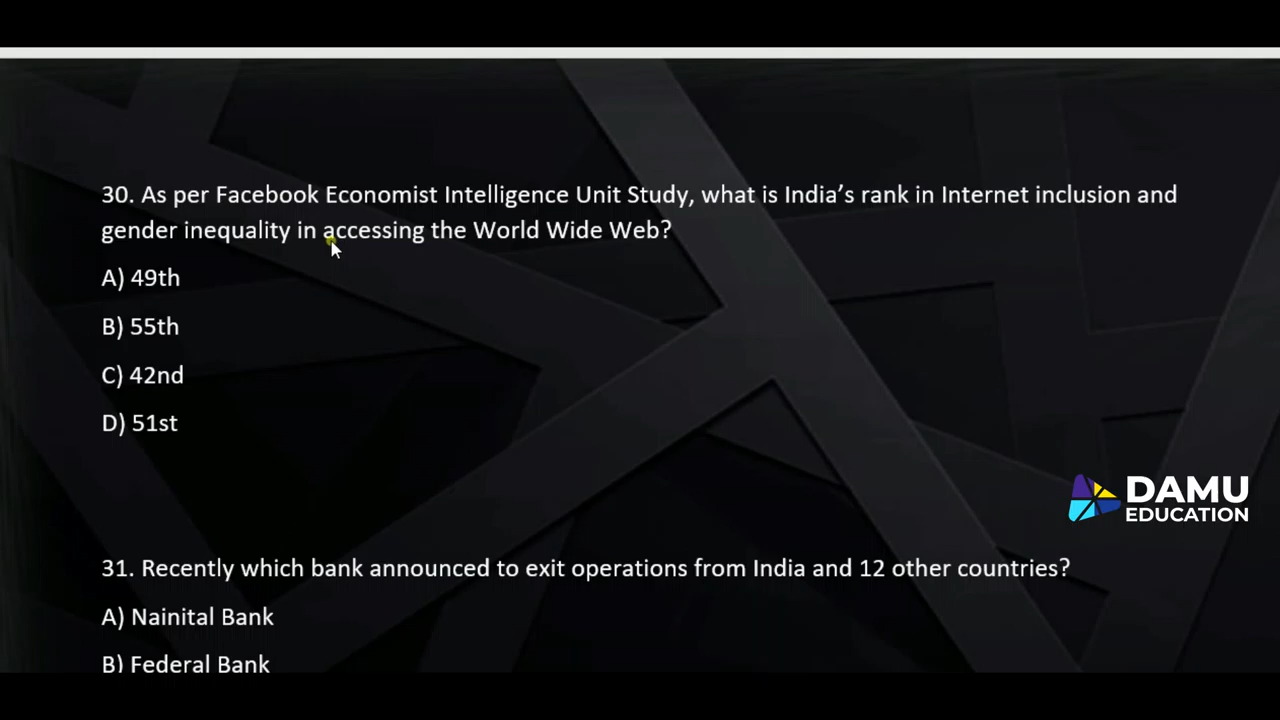 30. As per Facebook Economist Intelligence Unit Study, what is India’s rank in Internet inclusion and
gender inequality in accessing the World Wide Web?
A) 49th
B) 55th
C) 42nd
D) 51st
DAMU
EDUCATION
31. Recently which bank announced to exit operations from India and 12 other countries?
A) Nainital Bank
B) Federal Bank